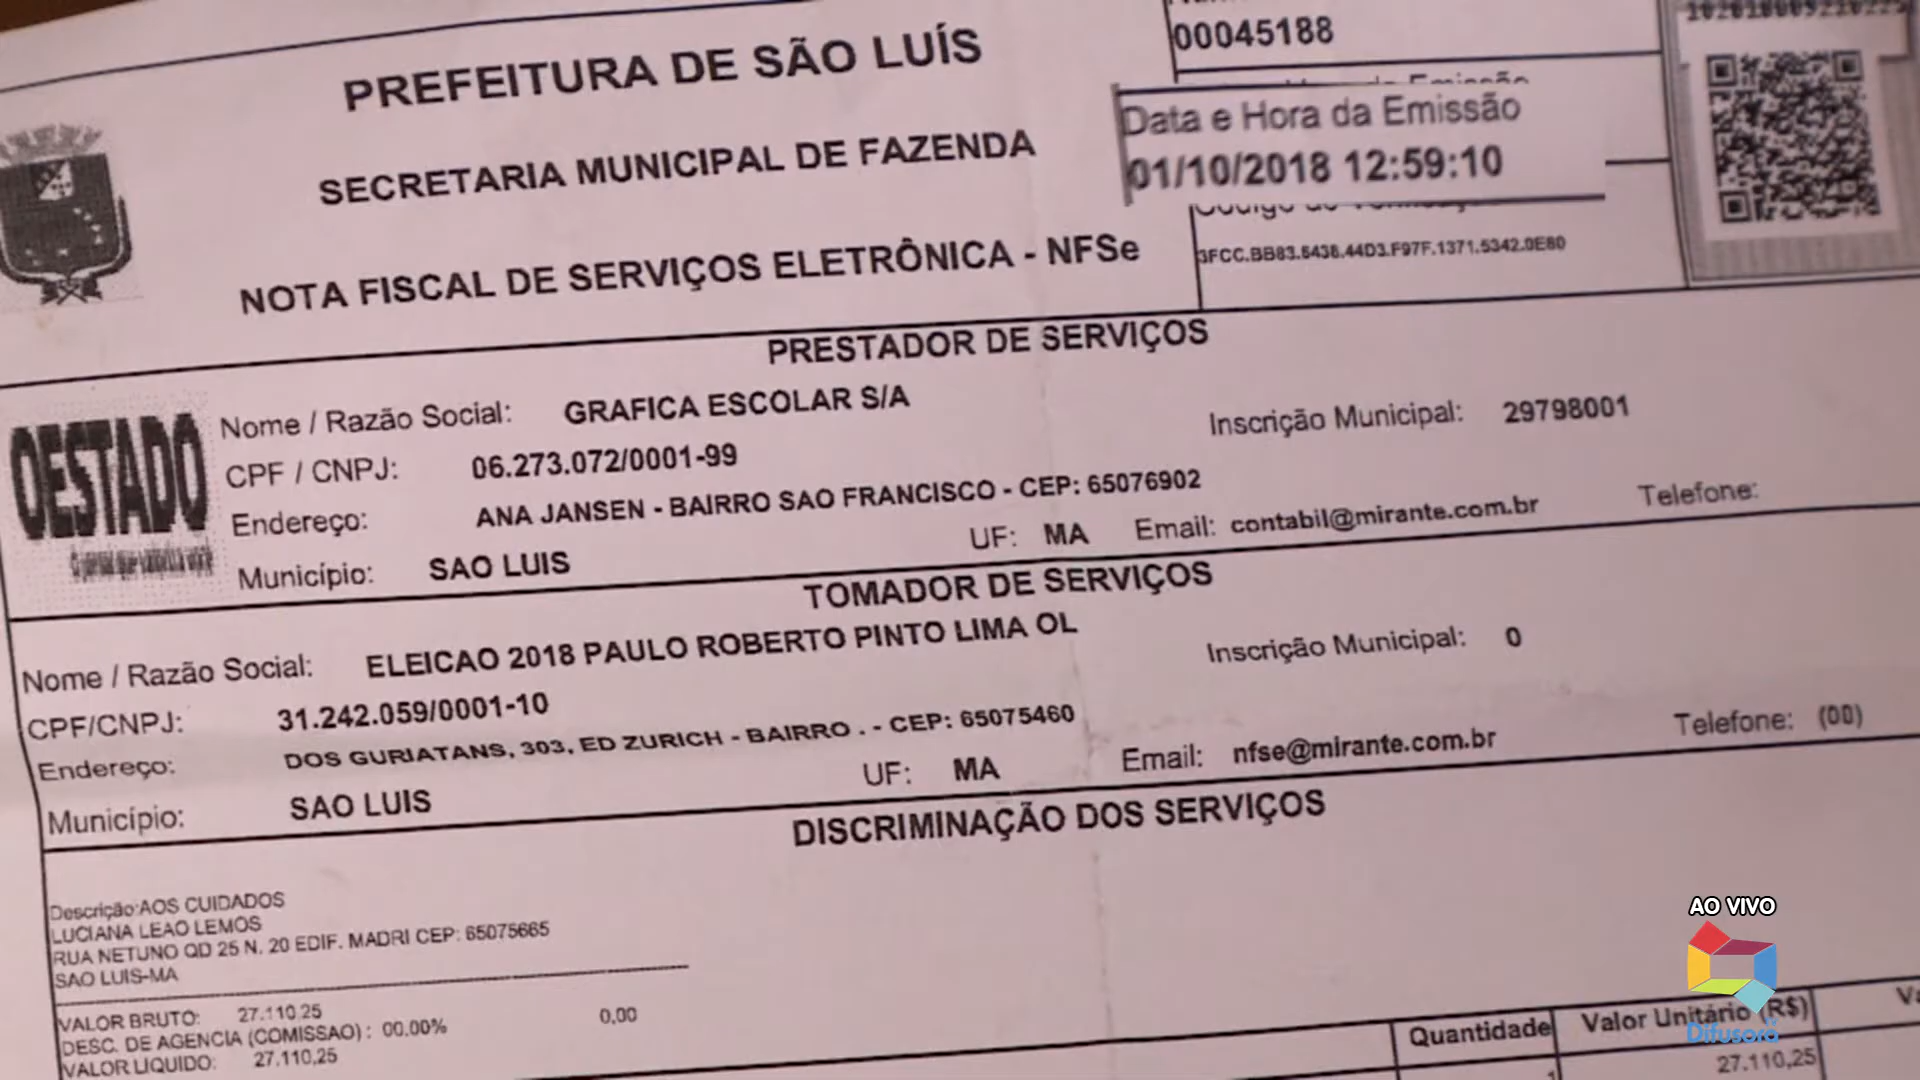 PREFEITURA DE SÃO LUÍS
SECRETARIA MUNICIPAL DE FAZENDA
NOTA FISCAL DE SERVIÇOS ELETRÔNICA - NFSe
00045188
Data e Hora da Emissão
01/10/2018 12:59:10
3FCC.BB83.5438.44D3.F97F.1371.5342.0E80
PRESTADOR DE SERVIÇOS
OESTADO
Nome / Razão Social: GRAFICA ESCOLAR S/A
Inscrição Municipal: 29798001
CPF / CNPJ: 06.273.072/0001-99
Endereço: ANA JANSEN - BAIRRO SAO FRANCISCO - CEP: 65076902
Município: SAO LUIS UF: MA Email: contabil@mirante.com.br Telefone:
TOMADOR DE SERVIÇOS
Nome / Razão Social: ELEICAO 2018 PAULO ROBERTO PINTO LIMA OL
Inscrição Municipal: 0
CPF/CNPJ: 31.242.059/0001-10
Endereço: DOS GURIATANS, 303, ED ZURICH - BAIRRO . - CEP: 65075460
Município: SAO LUIS UF: MA Email: nfse@mirante.com.br Telefone: (00)
DISCRIMINAÇÃO DOS SERVIÇOS
Descrição:AOS CUIDADOS
LUCIANA LEAO LEMOS
RUA NETUNO QD 25 N. 20 EDIF. MADRI CEP: 65075665
SAO LUIS-MA
VALOR BRUTO: 27.110,25
DESC. DE AGENCIA (COMISSAO) : 00.00% 0,00
VALOR LIQUIDO: 27.110,25
Quantidade Valor Unitário (R$)
1 27.110,25
AO VIVO
Difusora